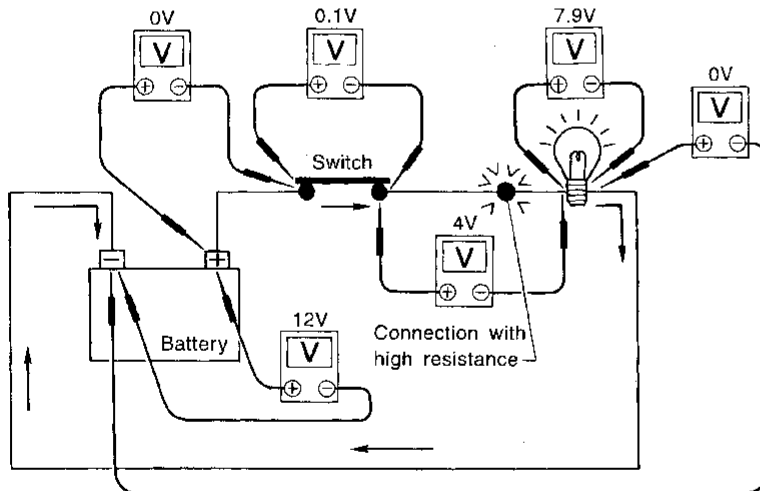 0V
0.1V
7.9V
0V
V
V
V
V
+ −
+ −
+ −
+ −
Switch
4V
V
+ −
− +
Battery
12V
V
+ −
Connection with
high resistance